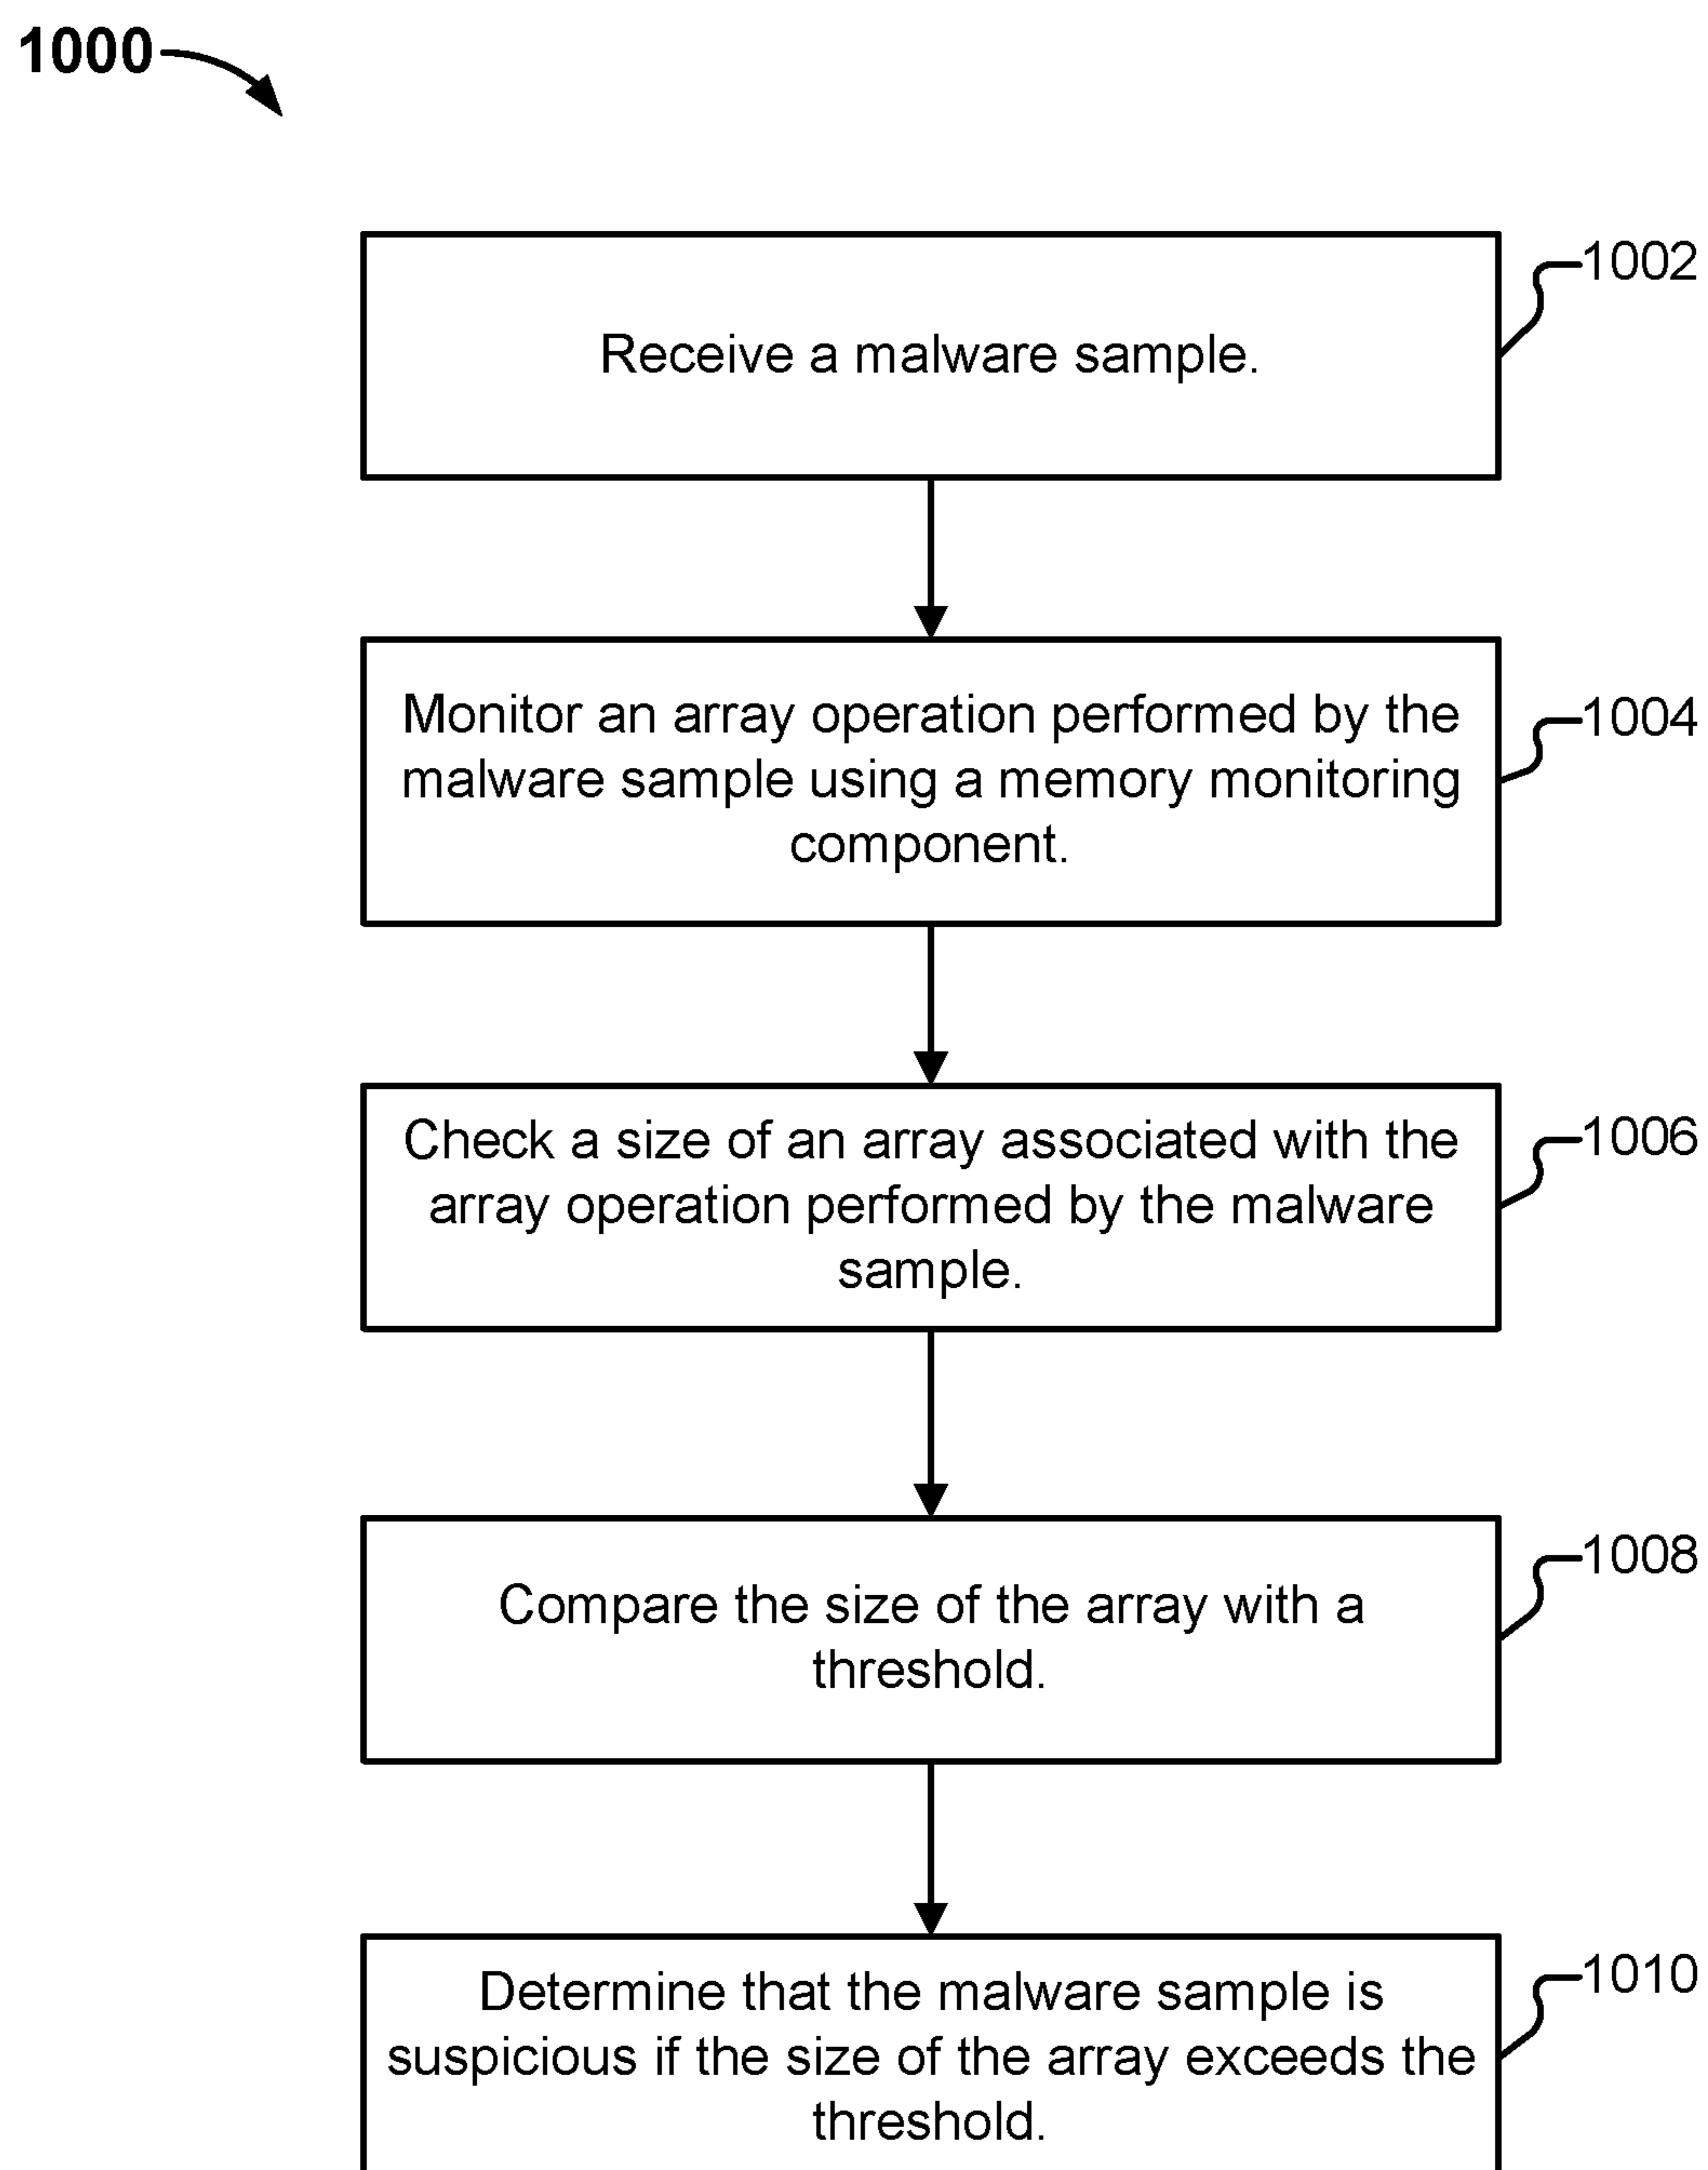 1000
1002
Receive a malware sample.
1004
Monitor an array operation performed by the
malware sample using a memory monitoring
component.
1006
Check a size of an array associated with the
array operation performed by the malware
sample.
1008
Compare the size of the array with a
threshold.
1010
Determine that the malware sample is
suspicious if the size of the array exceeds the
threshold.